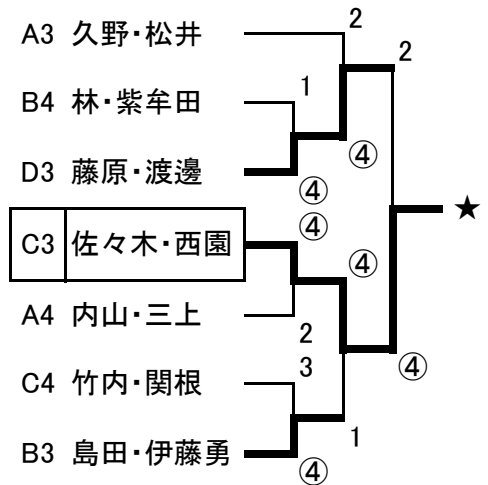 A3 久野・松井
2
2
B4 林・紫牟田
1
D3 藤原・渡邊
④
④
★
C3 佐々木・西園
④
④
A4 内山・三上
2
④
C4 竹内・関根
3
B3 島田・伊藤勇
④
1